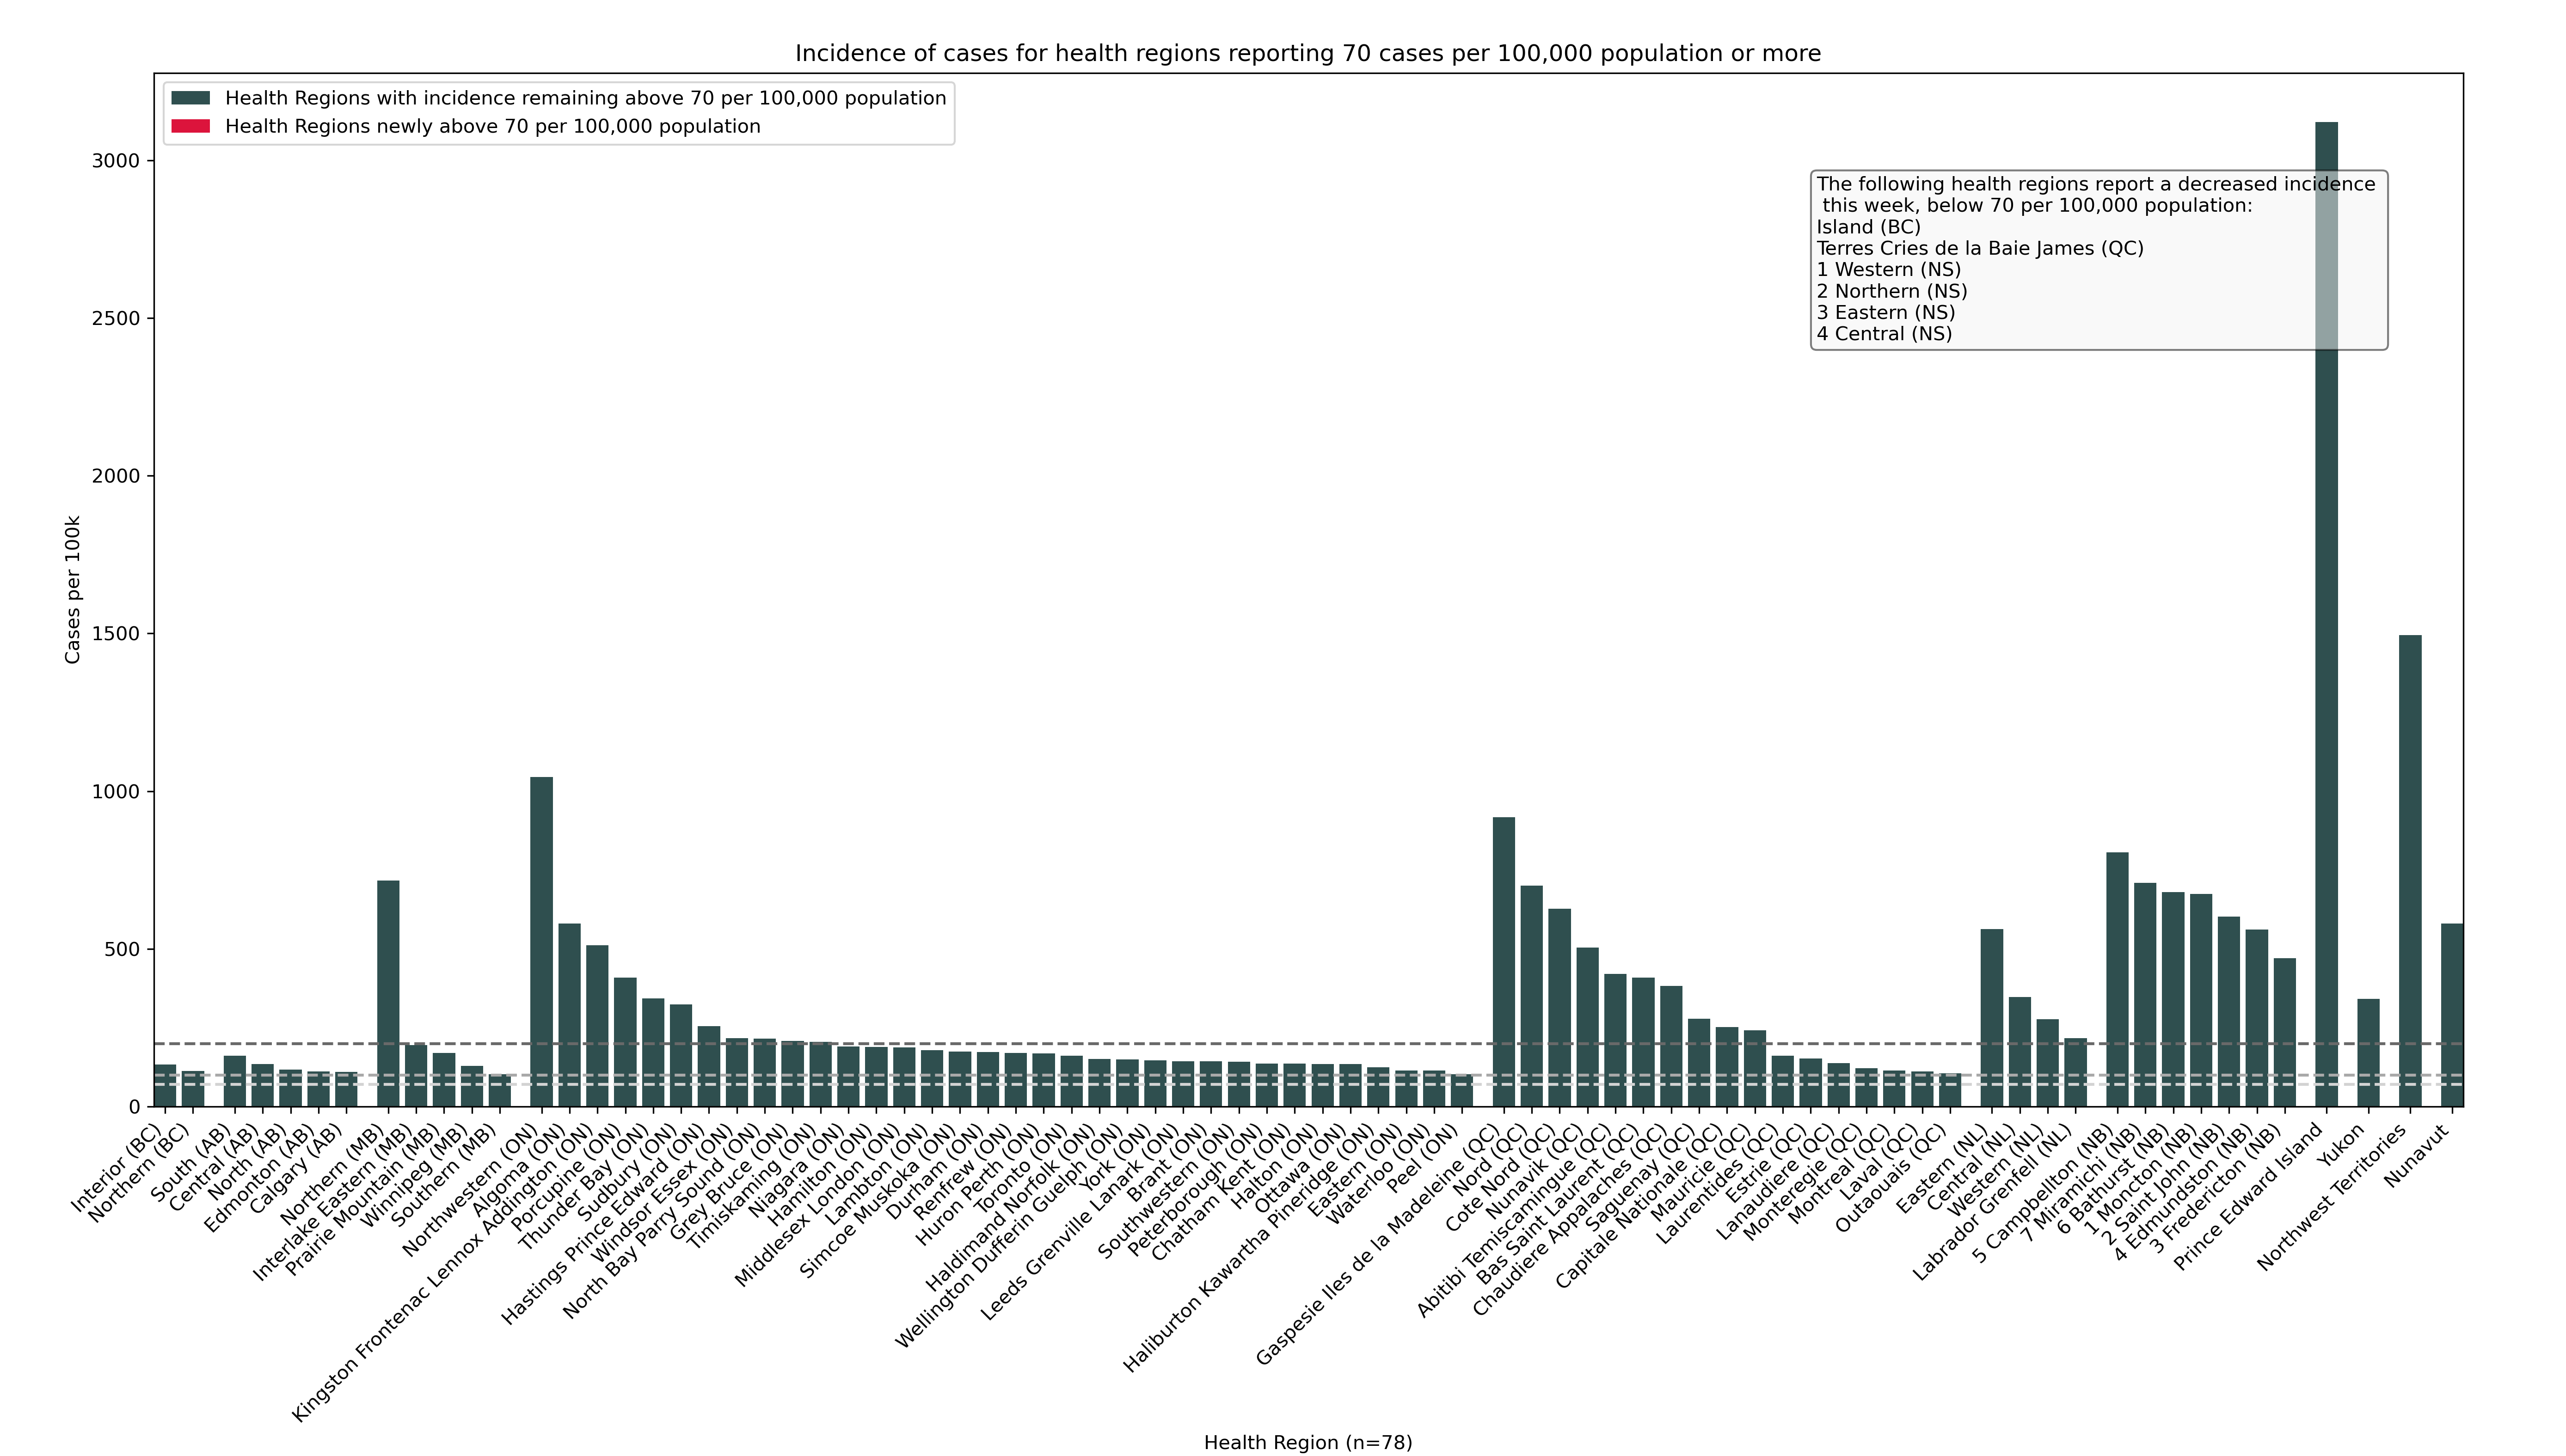 Incidence of cases for health regions reporting 70 cases per 100,000 population or more
Health Regions with incidence remaining above 70 per 100,000 population
Health Regions newly above 70 per 100,000 population
The following health regions report a decreased incidence
this week, below 70 per 100,000 population:
Island (BC)
Terres Cries de la Baie James (QC)
1 Western (NS)
2 Northern (NS)
3 Eastern (NS)
4 Central (NS)
Cases per 100k
3000
2500
2000
1500
1000
500
0
Interior (BC)
Northern (BC)
South (AB)
Central (AB)
North (AB)
Edmonton (AB)
Calgary (AB)
Northern (MB)
Interlake Eastern (MB)
Prairie Mountain (MB)
Winnipeg (MB)
Southern (MB)
Northwestern (ON)
Algoma (ON)
Kingston Frontenac Lennox Addington (ON)
Porcupine (ON)
Thunder Bay (ON)
Sudbury (ON)
Hastings Prince Edward (ON)
Windsor Essex (ON)
North Bay Parry Sound (ON)
Grey Bruce (ON)
Timiskaming (ON)
Niagara (ON)
Hamilton (ON)
Middlesex London (ON)
Lambton (ON)
Simcoe Muskoka (ON)
Durham (ON)
Renfrew (ON)
Huron Perth (ON)
Toronto (ON)
Haldimand Norfolk (ON)
Wellington Dufferin Guelph (ON)
York (ON)
Leeds Grenville Lanark (ON)
Brant (ON)
Southwestern (ON)
Peterborough (ON)
Chatham Kent (ON)
Halton (ON)
Ottawa (ON)
Haliburton Kawartha Pineridge (ON)
Eastern (ON)
Waterloo (ON)
Peel (ON)
Gaspesie Iles de la Madeleine (QC)
Nord (QC)
Cote Nord (QC)
Nunavik (QC)
Abitibi Temiscamingue (QC)
Bas Saint Laurent (QC)
Chaudiere Appalaches (QC)
Saguenay (QC)
Capitale Nationale (QC)
Mauricie (QC)
Laurentides (QC)
Estrie (QC)
Lanaudiere (QC)
Monteregie (QC)
Montreal (QC)
Laval (QC)
Outaouais (QC)
Eastern (NL)
Central (NL)
Western (NL)
Labrador Grenfell (NL)
5 Campbellton (NB)
7 Miramichi (NB)
6 Bathurst (NB)
1 Moncton (NB)
2 Saint John (NB)
4 Edmundston (NB)
3 Fredericton (NB)
Prince Edward Island
Yukon
Northwest Territories
Nunavut
Health Region (n=78)